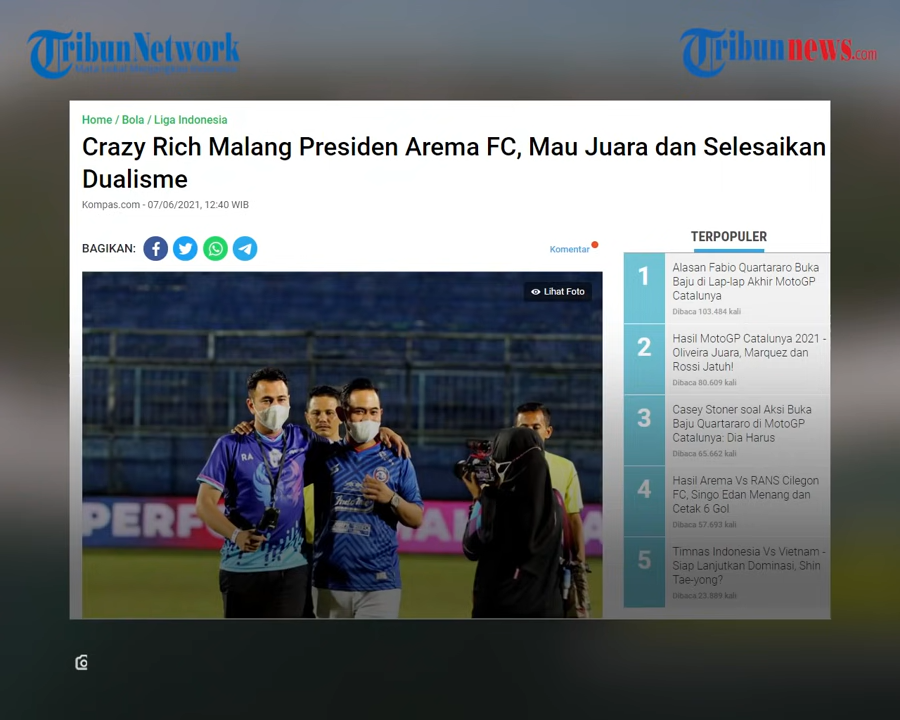 Tribun Network
Tribunnews.com
Home / Bola / Liga Indonesia
Crazy Rich Malang Presiden Arema FC, Mau Juara dan Selesaikan
Dualisme
Kompas.com - 07/06/2021, 12:40 WIB
BAGIKAN:
Komentar
Lihat Foto
RA
PERF
TERPOPULER
1
Alasan Fabio Quartararo Buka
Baju di Lap-lap Akhir MotoGP
Catalunya
Dibaca 103.484 kali
2
Hasil MotoGP Catalunya 2021 -
Oliveira Juara, Marquez dan
Rossi Jatuh!
Dibaca 80.609 kali
3
Casey Stoner soal Aksi Buka
Baju Quartararo di MotoGP
Catalunya: Dia Harus
Dibaca 65.662 kali
4
Hasil Arema Vs RANS Cilegon
FC, Singo Edan Menang dan
Cetak 6 Gol
Dibaca 57.693 kali
5
Timnas Indonesia Vs Vietnam -
Siap Lanjutkan Dominasi, Shin
Tae-yong?
Dibaca 23.889 kali